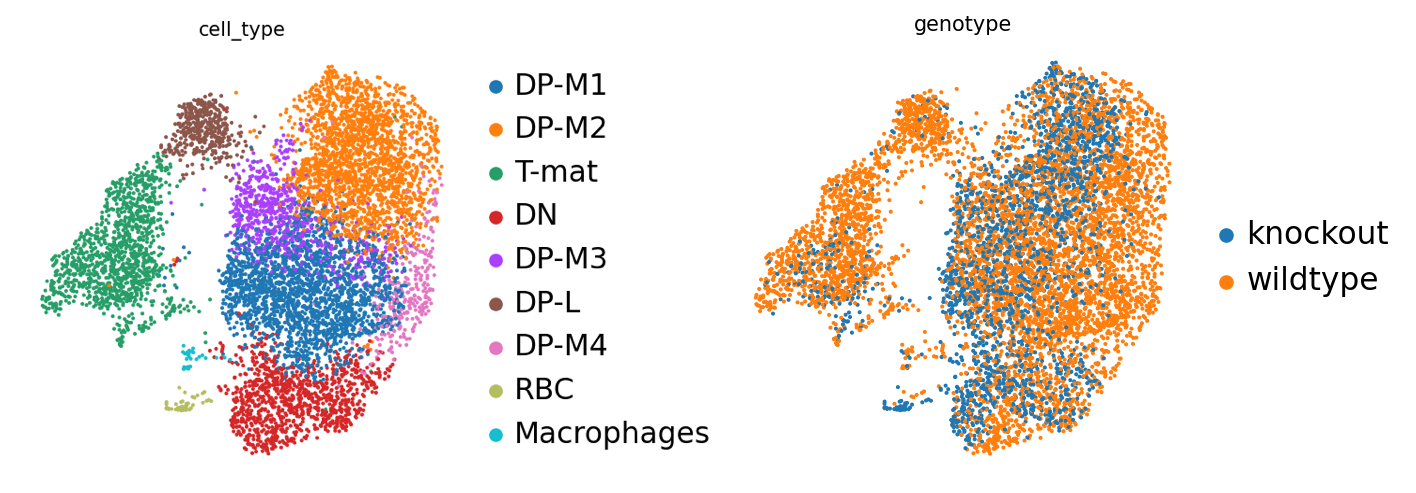 cell_type
DP-M1
DP-M2
T-mat
DN
DP-M3
DP-L
DP-M4
RBC
Macrophages
genotype
knockout
wildtype